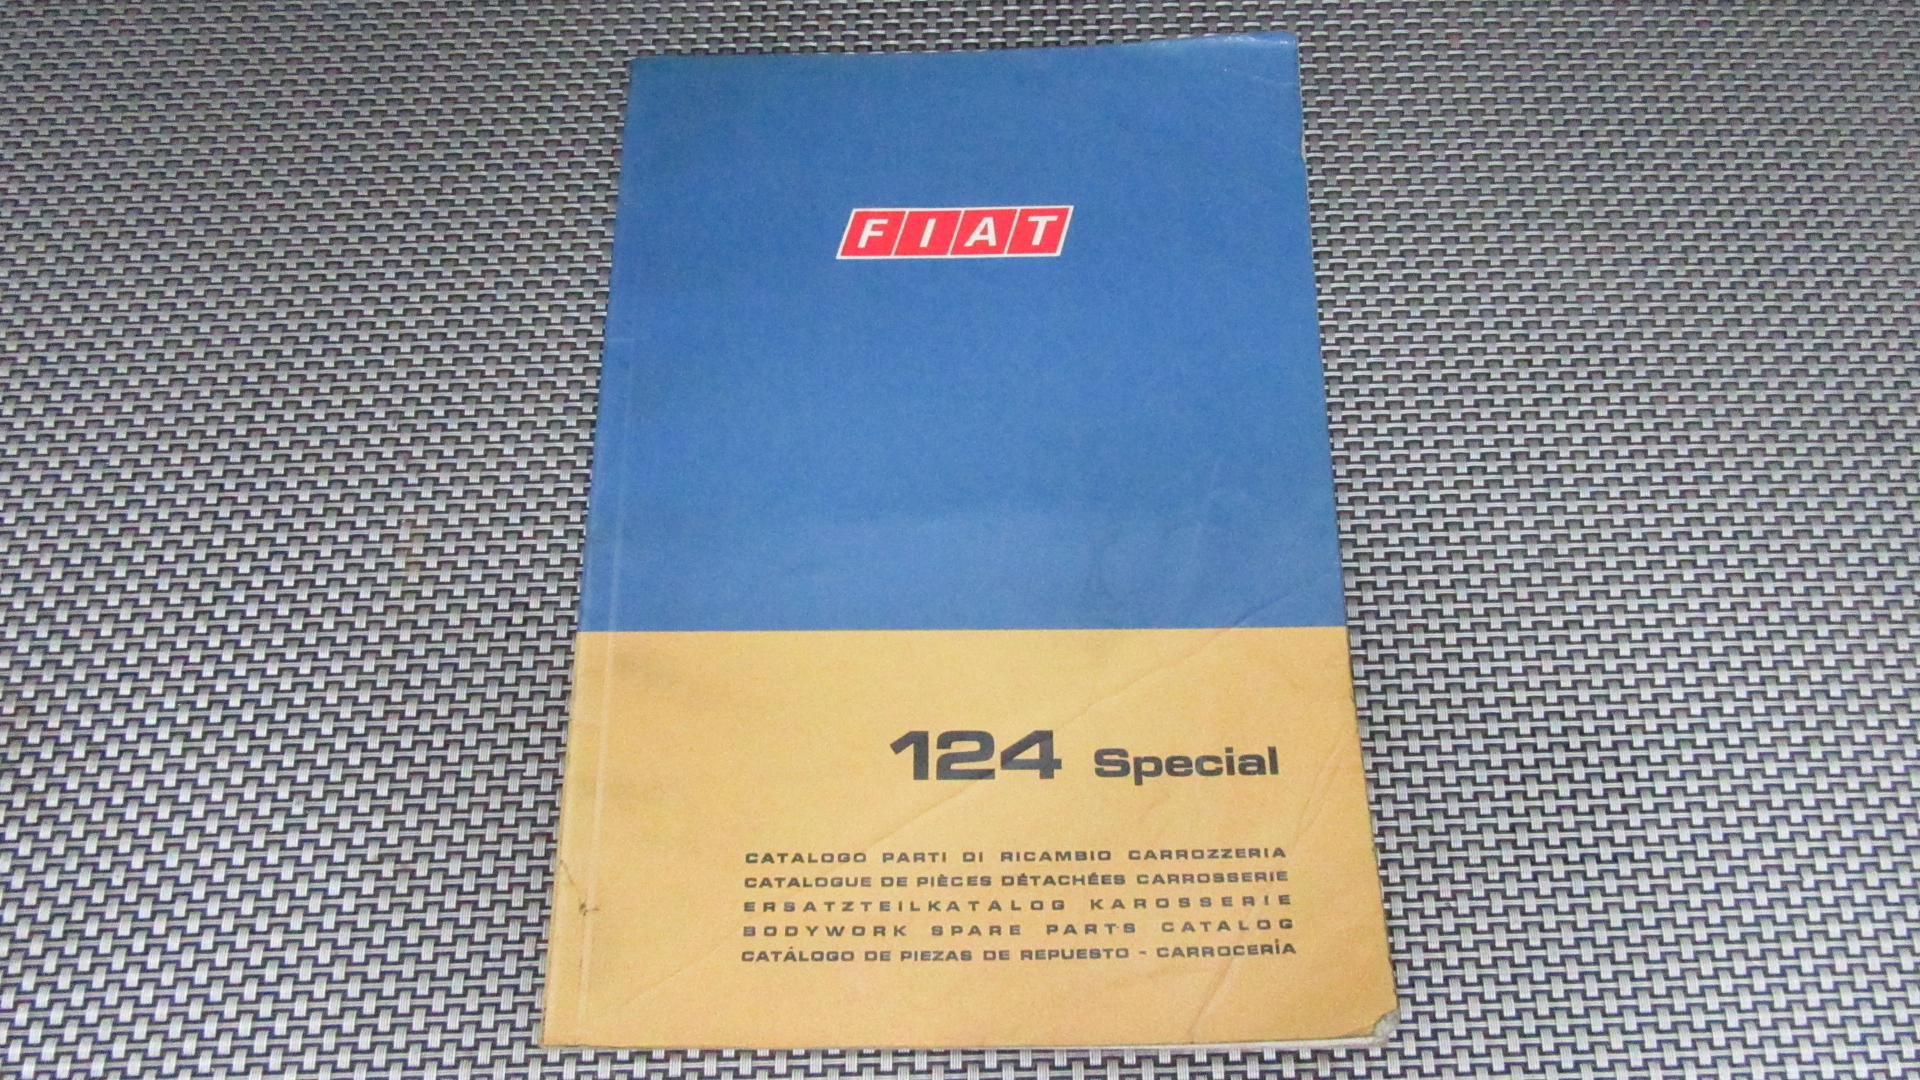 FIAT
124 Special
CATALOGO PARTI DI RICAMBIO CARROZZERIA
CATALOGUE DE PIÈCES DÉTACHÉES CARROSSERIE
ERSATZTEILKATALOG KAROSSERIE
BODYWORK SPARE PARTS CATALOG
CATÁLOGO DE PIEZAS DE REPUESTO - CARROCERÍA